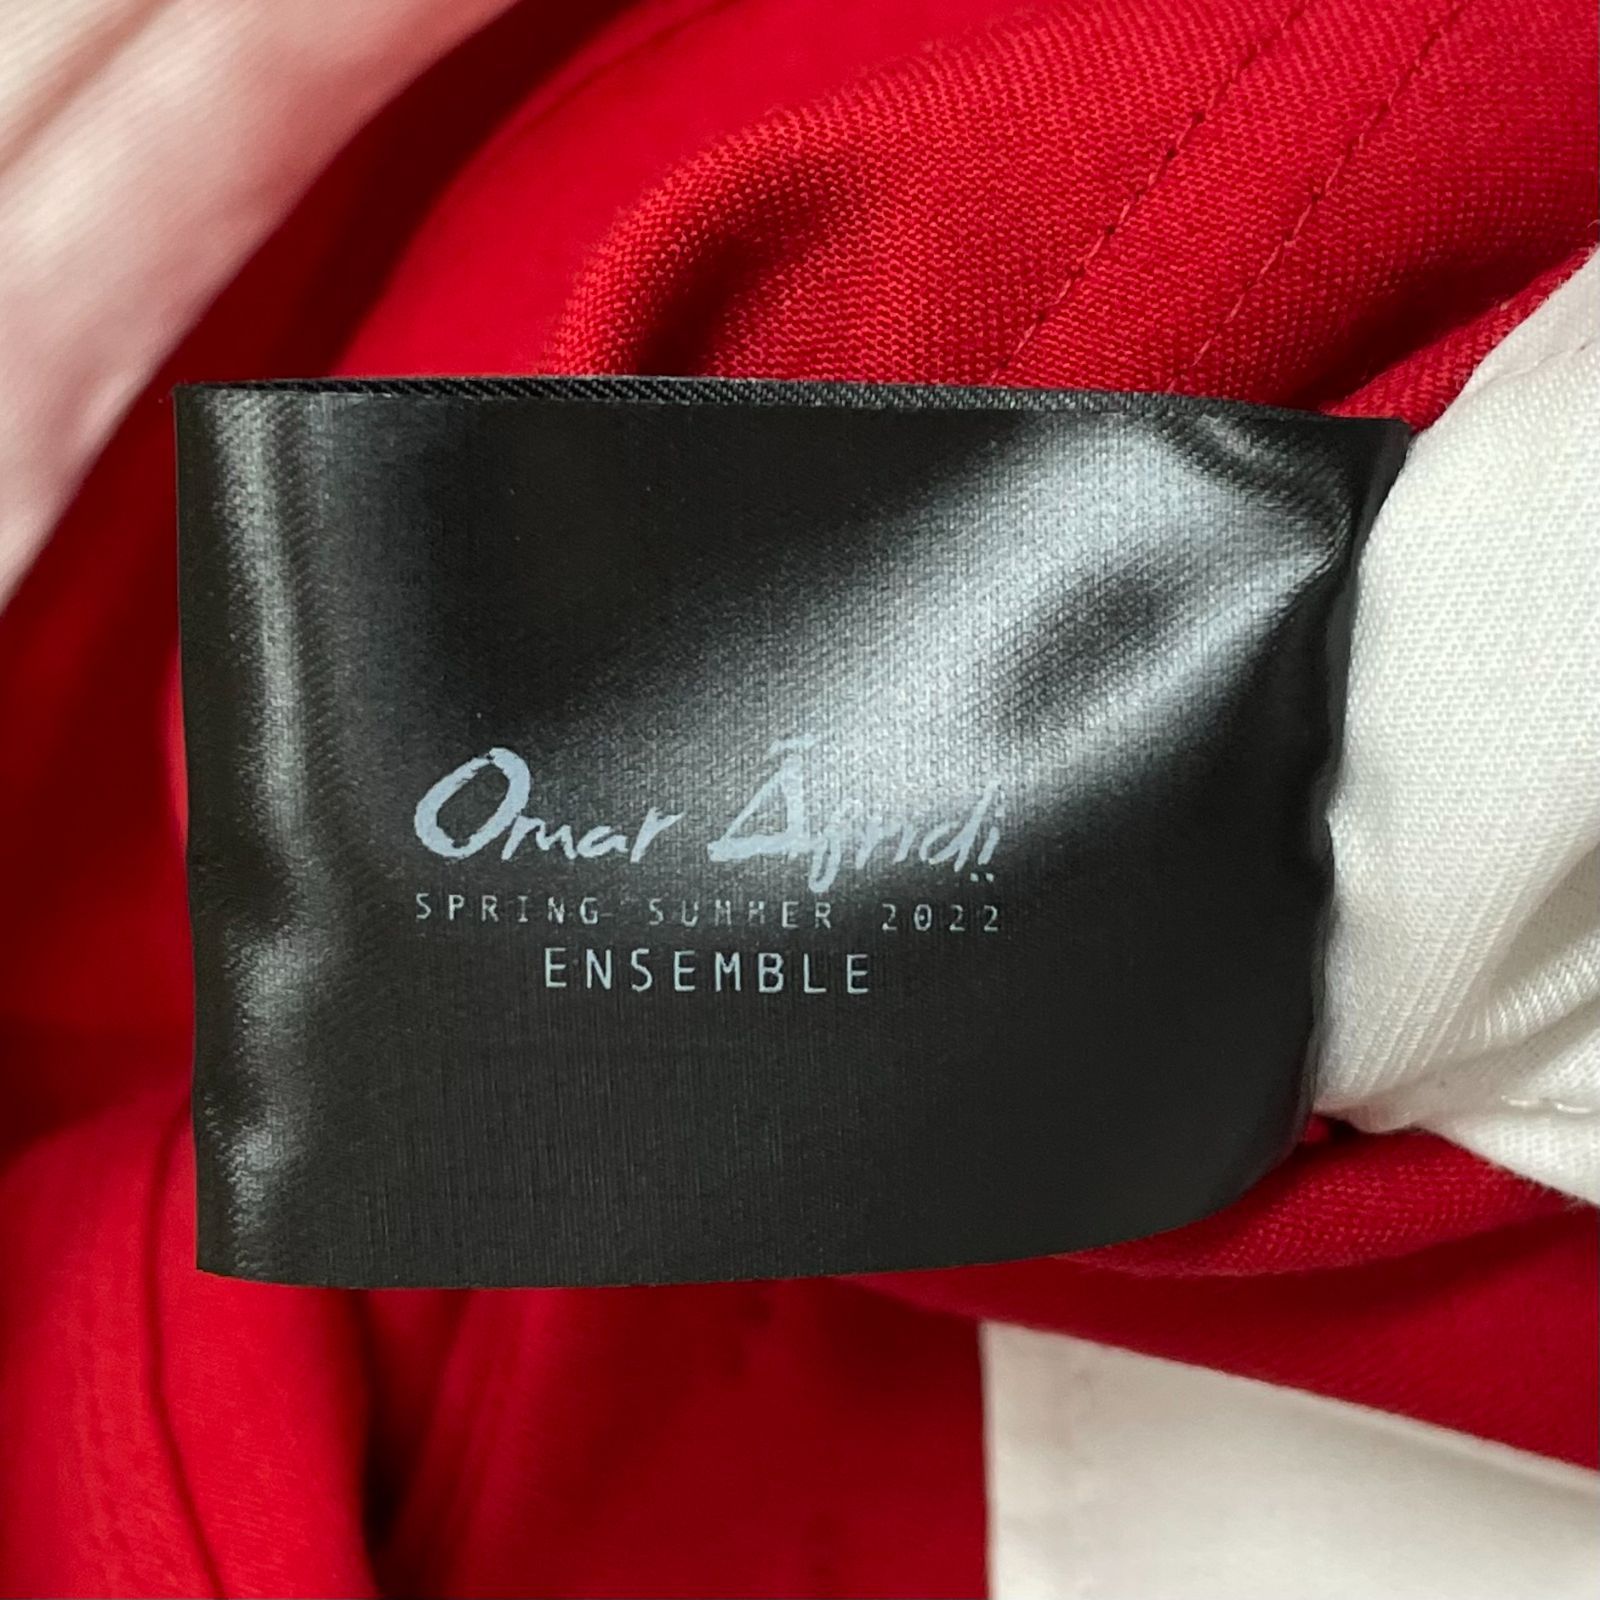 Omar Afridi
SPRING SUMMER 2022
ENSEMBLE